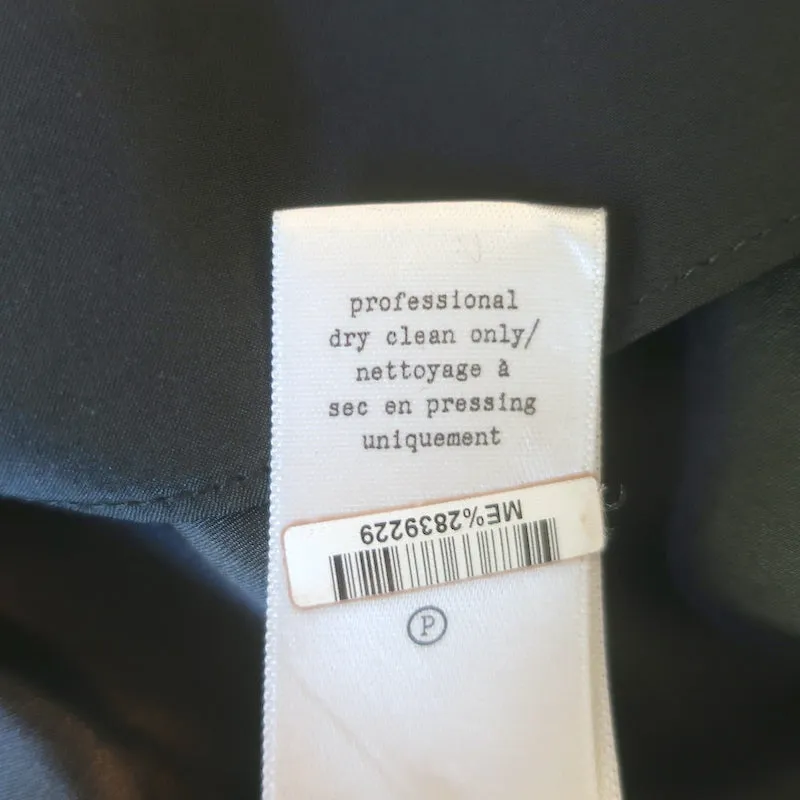 professional
dry clean only/
nettoyage à
sec en pressing
uniquement
ME%2839229
P